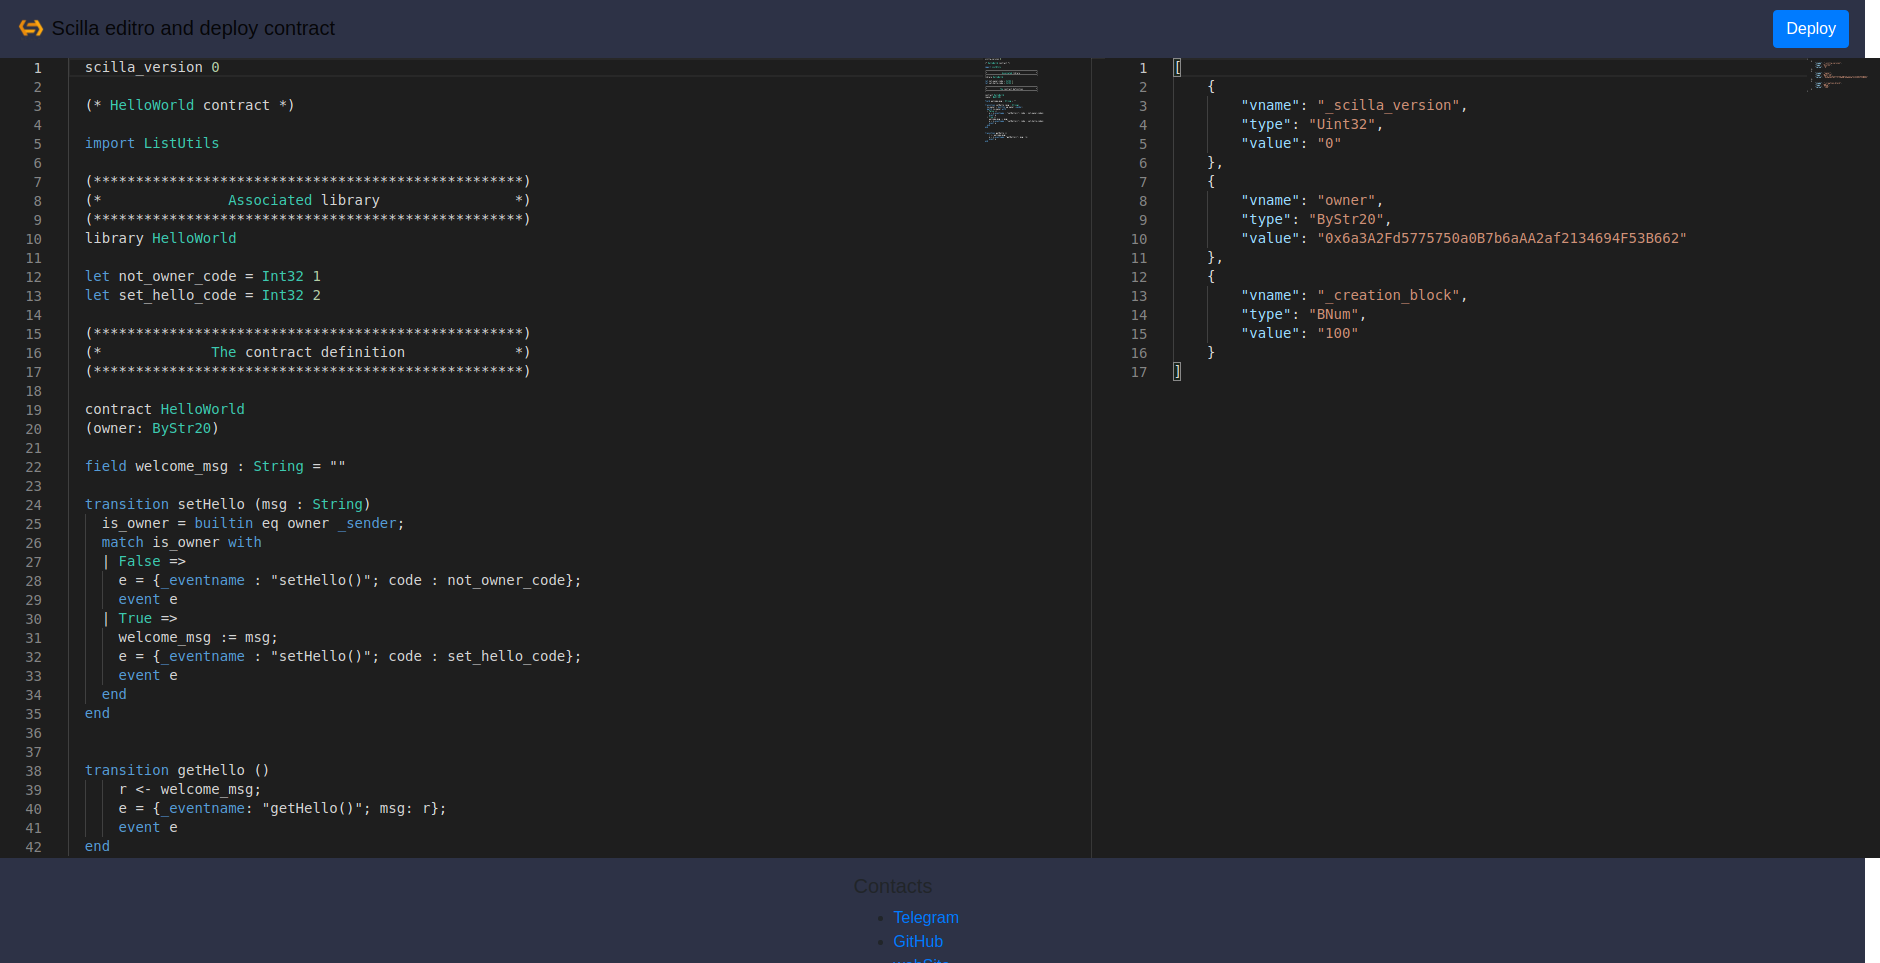 Scilla editro and deploy contract
Deploy
1 scilla_version 0
2
3 (* HelloWorld contract *)
4
5 import ListUtils
6
7 (***************************************************)
8 (*               Associated library                *)
9 (***************************************************)
10 library HelloWorld
11
12 let not_owner_code = Int32 1
13 let set_hello_code = Int32 2
14
15 (***************************************************)
16 (*             The contract definition             *)
17 (***************************************************)
18
19 contract HelloWorld
20 (owner: ByStr20)
21
22 field welcome_msg : String = ""
23
24 transition setHello (msg : String)
25   is_owner = builtin eq owner _sender;
26   match is_owner with
27   | False =>
28     e = {_eventname : "setHello()"; code : not_owner_code};
29     event e
30   | True =>
31     welcome_msg := msg;
32     e = {_eventname : "setHello()"; code : set_hello_code};
33     event e
34   end
35 end
36
37
38 transition getHello ()
39     r <- welcome_msg;
40     e = {_eventname: "getHello()"; msg: r};
41     event e
42 end
1 [
2     {
3         "vname": "_scilla_version",
4         "type": "Uint32",
5         "value": "0"
6     },
7     {
8         "vname": "owner",
9         "type": "ByStr20",
10         "value": "0x6a3A2Fd5775750a0B7b6aAA2af2134694F53B662"
11     },
12     {
13         "vname": "_creation_block",
14         "type": "BNum",
15         "value": "100"
16     }
17 ]
Contacts
Telegram
GitHub